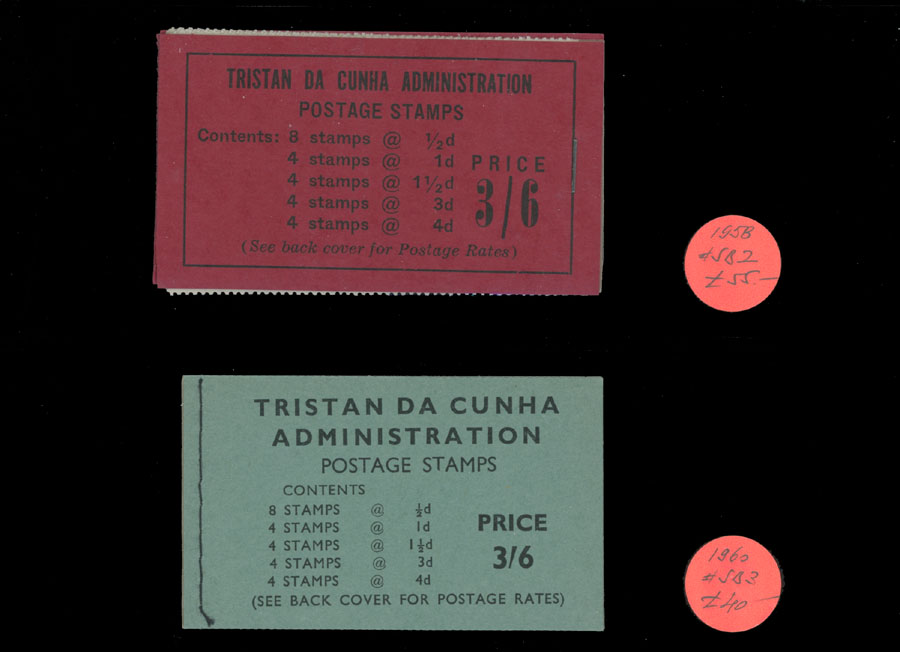 TRISTAN DA CUNHA ADMINISTRATION
POSTAGE STAMPS
Contents: 8 stamps @ ½d
4 stamps @ 1d
4 stamps @ 1½d
4 stamps @ 3d
4 stamps @ 4d
PRICE
3/6
(See back cover for Postage Rates)
1958
#SB2
£55-
TRISTAN DA CUNHA
ADMINISTRATION
POSTAGE STAMPS
CONTENTS
8 STAMPS @ ½d
4 STAMPS @ 1d
4 STAMPS @ 1½d
4 STAMPS @ 3d
4 STAMPS @ 4d
PRICE
3/6
(SEE BACK COVER FOR POSTAGE RATES)
1960
#SB3
£40-